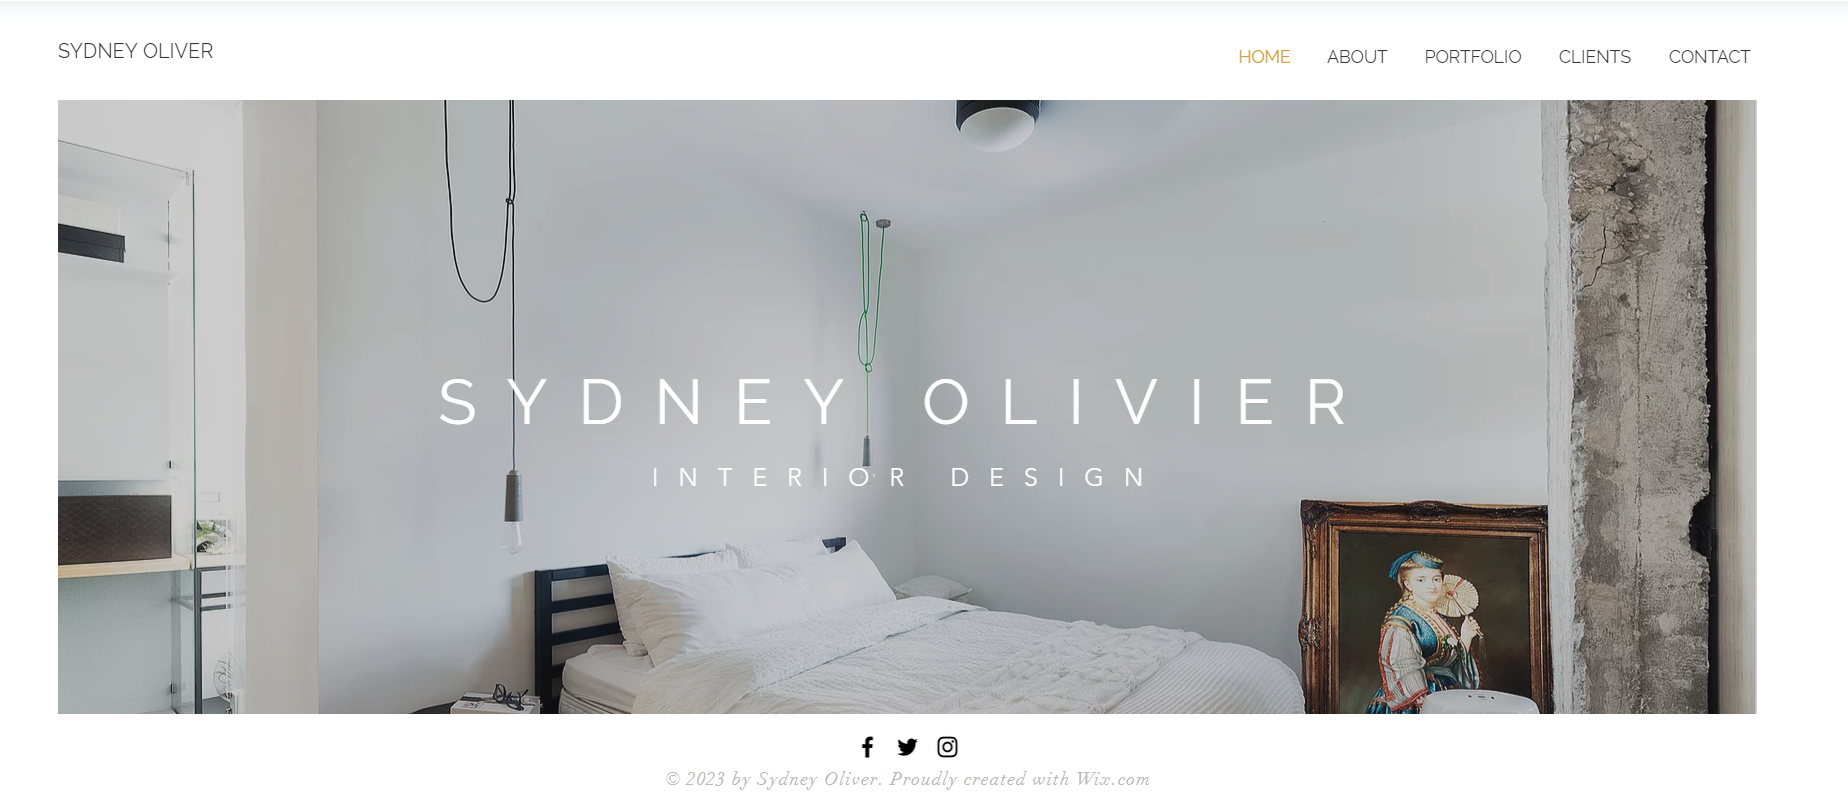 SYDNEY OLIVER
HOME ABOUT PORTFOLIO CLIENTS CONTACT
SYDNEY OLIVIER
INTERIOR DESIGN
© 2023 by Sydney Oliver. Proudly created with Wix.com